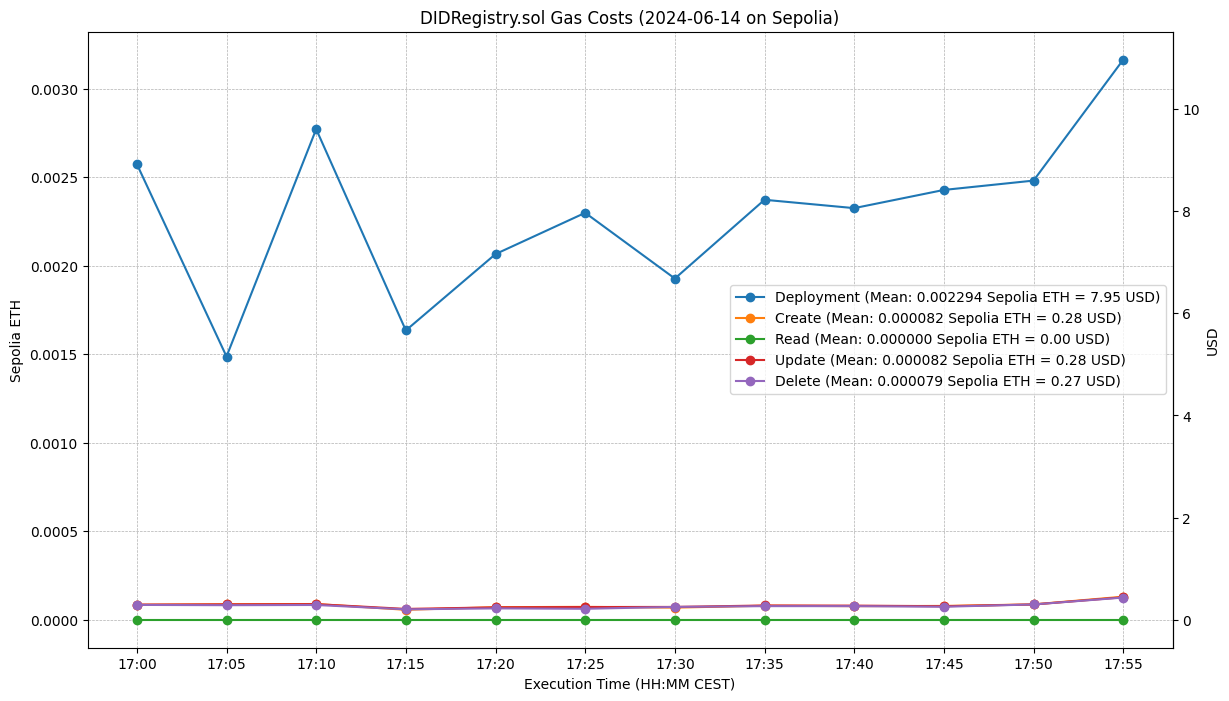 DIDRegistry.sol Gas Costs (2024-06-14 on Sepolia)
Sepolia ETH
0.0030
0.0025
0.0020
0.0015
0.0010
0.0005
0.0000
Deployment (Mean: 0.002294 Sepolia ETH = 7.95 USD)
Create (Mean: 0.000082 Sepolia ETH = 0.28 USD)
Read (Mean: 0.000000 Sepolia ETH = 0.00 USD)
Update (Mean: 0.000082 Sepolia ETH = 0.28 USD)
Delete (Mean: 0.000079 Sepolia ETH = 0.27 USD)
10
8
6
4
2
0
USD
17:00 17:05 17:10 17:15 17:20 17:25 17:30 17:35 17:40 17:45 17:50 17:55
Execution Time (HH:MM CEST)